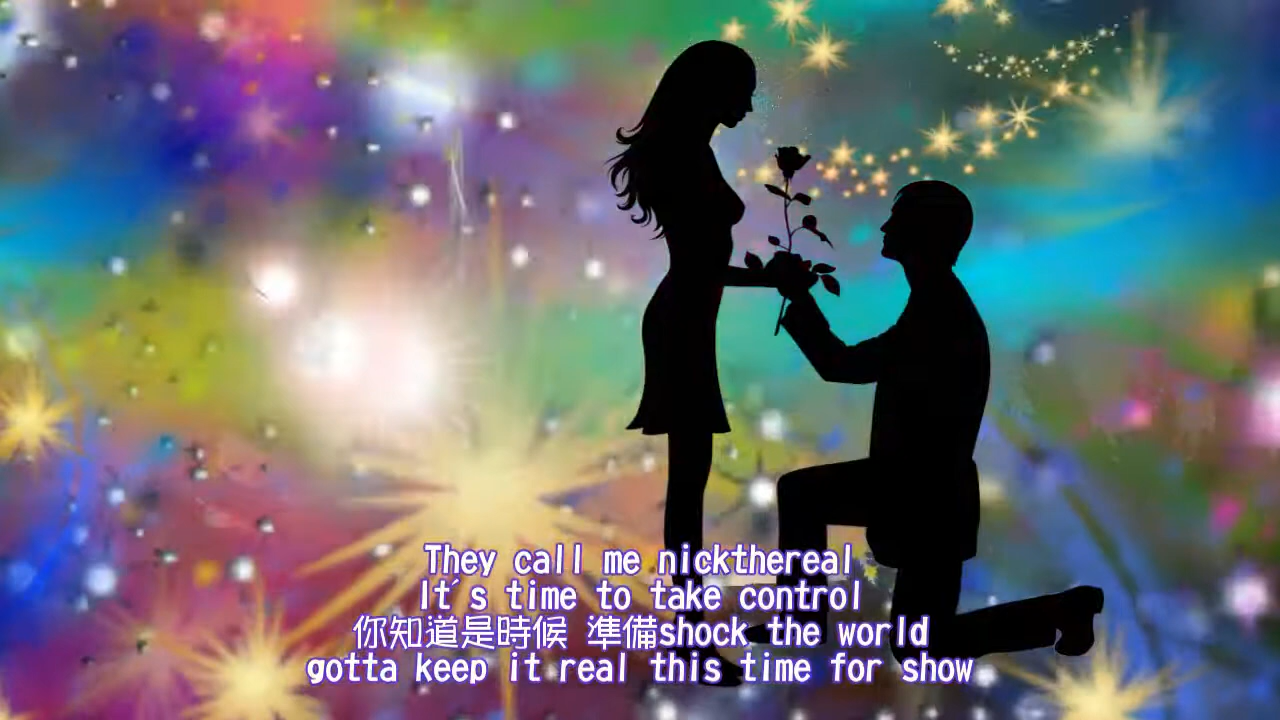 They call me nickthereal
It´s time to take control
你知道是時候 準備shock the world
gotta keep it real this time for show